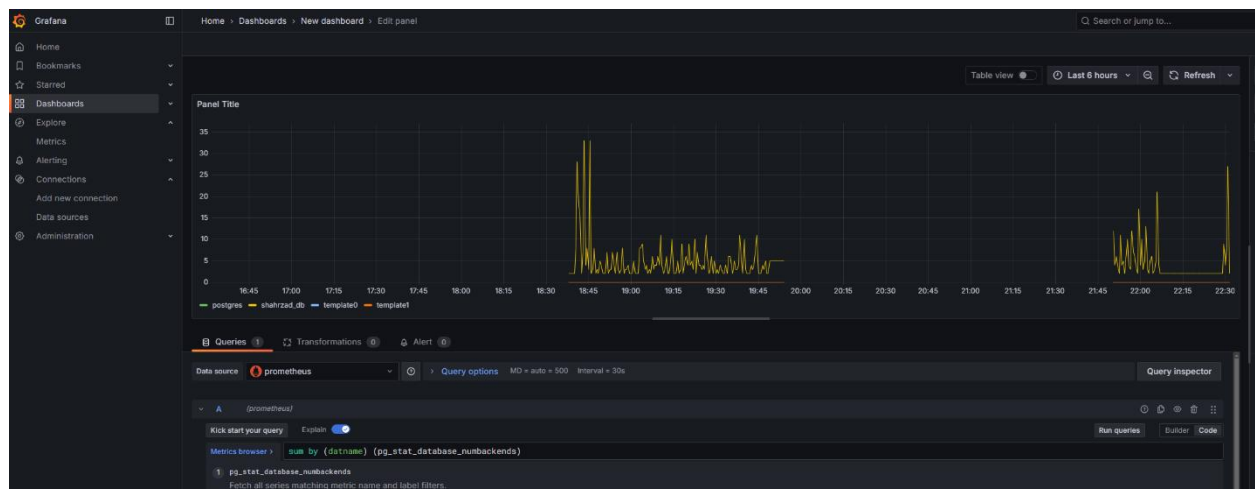 Grafana
Home > Dashboards > New dashboard > Edit panel
Search or jump to...
Home
Bookmarks
Starred
Dashboards
Explore
Metrics
Alerting
Connections
Add new connection
Data sources
Administration
Table view
Last 6 hours
Refresh
Panel Title
35
30
25
20
15
10
5
0
16:45 17:00 17:15 17:30 17:45 18:00 18:15 18:30 18:45 19:00 19:15 19:30 19:45 20:00 20:15 20:30 20:45 21:00 21:15 21:30 21:45 22:00 22:15 22:30
postgres shahrzad_db template0 template1
Queries 1 Transformations 0 Alert 0
Data source prometheus > Query options MD = auto = 500 Interval = 30s Query inspector
A (prometheus)
Kick start your query Explain Run queries Builder Code
Metrics browser > sum by (datname) (pg_stat_database_numbackends)
1 pg_stat_database_numbackends
Fetch all series matching metric name and label filters.